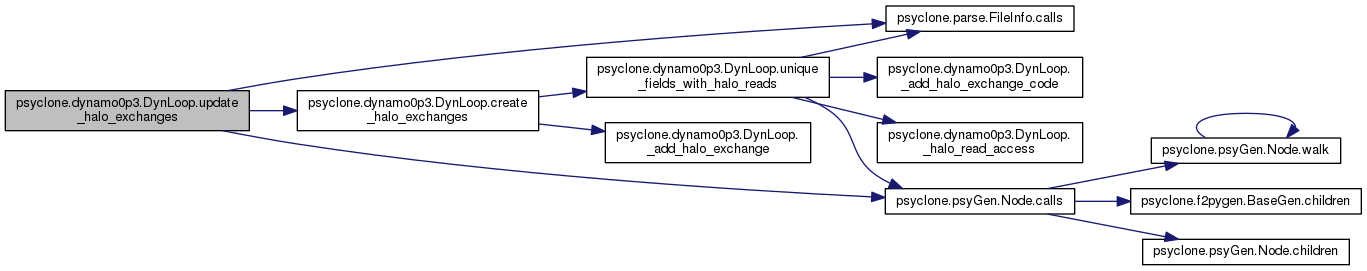 psyclone.dynamo0p3.DynLoop.update
_halo_exchanges
psyclone.dynamo0p3.DynLoop.create
_halo_exchanges
psyclone.dynamo0p3.DynLoop.unique
_fields_with_halo_reads
psyclone.dynamo0p3.DynLoop.
_add_halo_exchange
psyclone.parse.FileInfo.calls
psyclone.dynamo0p3.DynLoop.
_add_halo_exchange_code
psyclone.dynamo0p3.DynLoop.
_halo_read_access
psyclone.psyGen.Node.calls
psyclone.psyGen.Node.walk
psyclone.f2pygen.BaseGen.children
psyclone.psyGen.Node.children